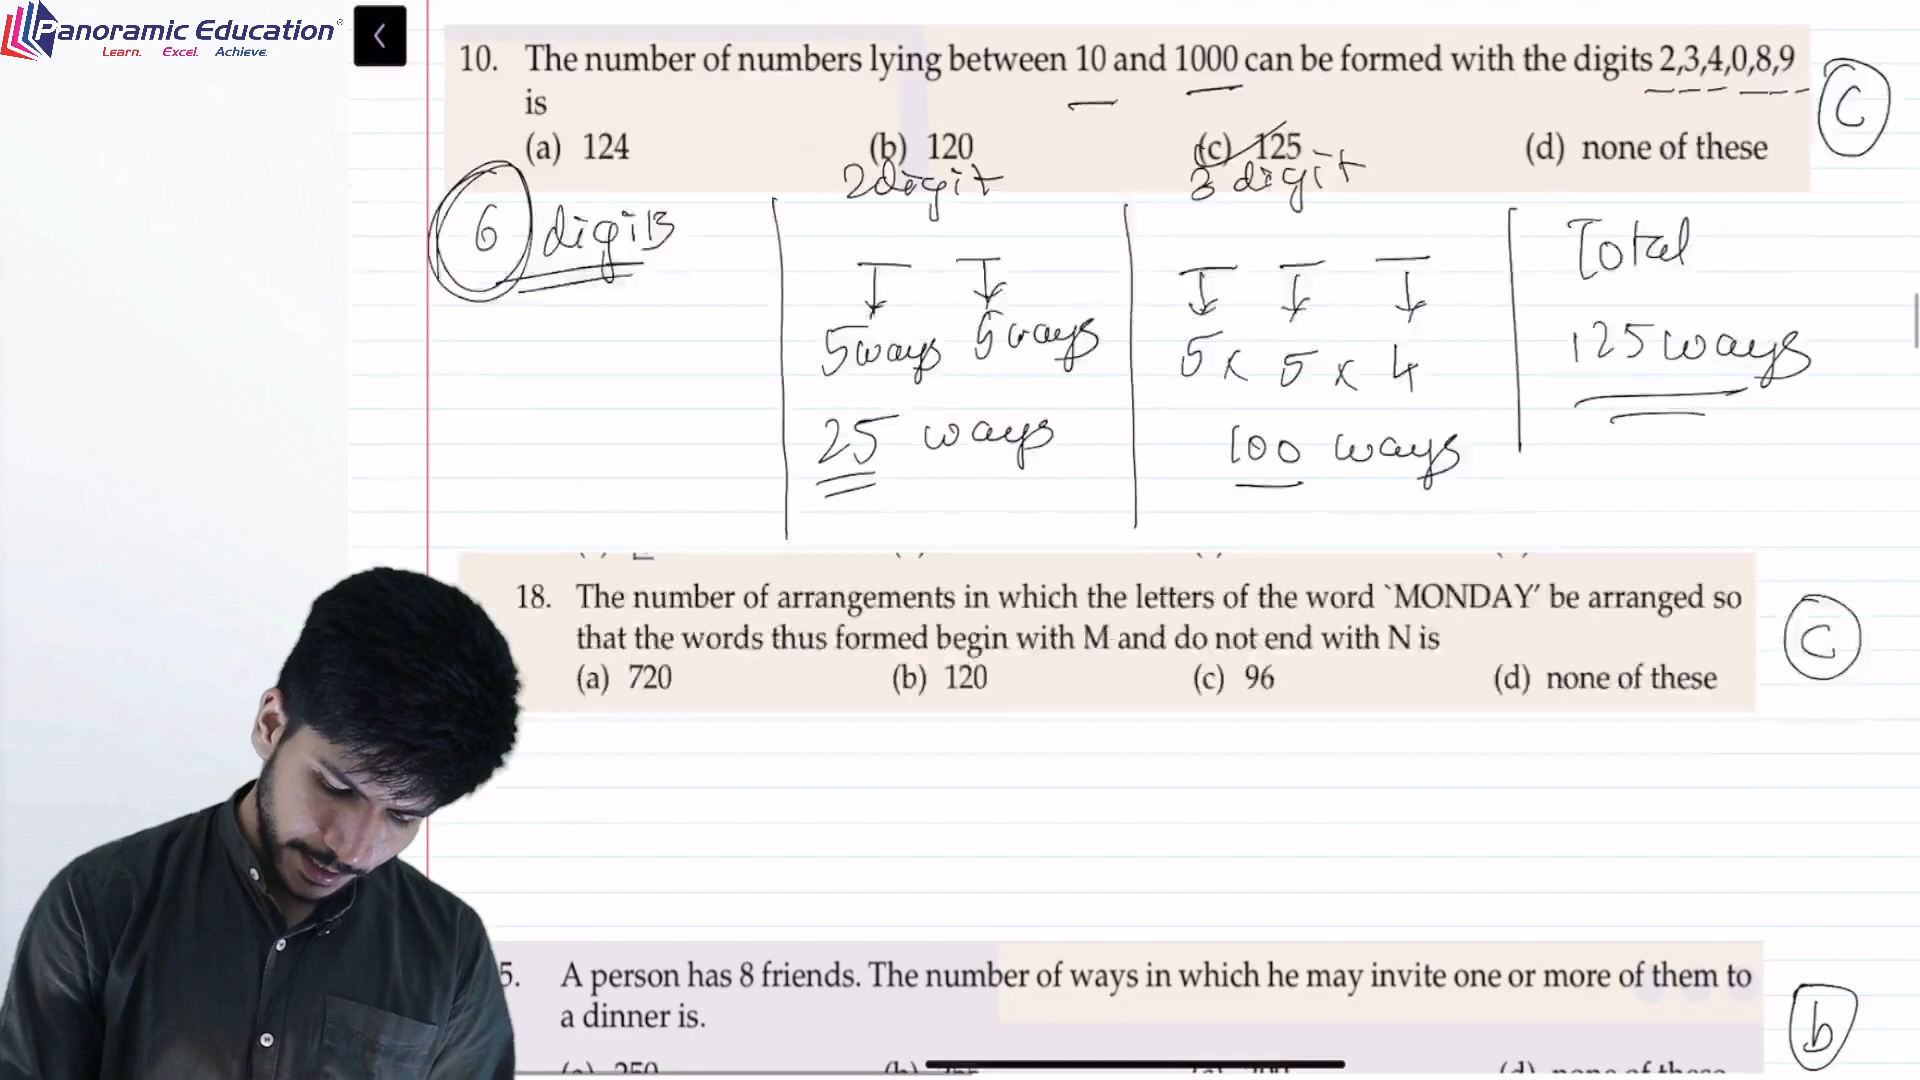 Panoramic Education®
Learn. Excel. Achieve.
10. The number of numbers lying between 10 and 1000 can be formed with the digits 2,3,4,0,8,9
is
(a) 124 (b) 120 (c) 125 (d) none of these
C
2 digit 3 digit
6 digits
Total
5 ways 5 ways 5 x 5 x 4 125 ways
25 ways 100 ways
18. The number of arrangements in which the letters of the word `MONDAY' be arranged so
that the words thus formed begin with M and do not end with N is
(a) 720 (b) 120 (c) 96 (d) none of these
C
5. A person has 8 friends. The number of ways in which he may invite one or more of them to
a dinner is.
b